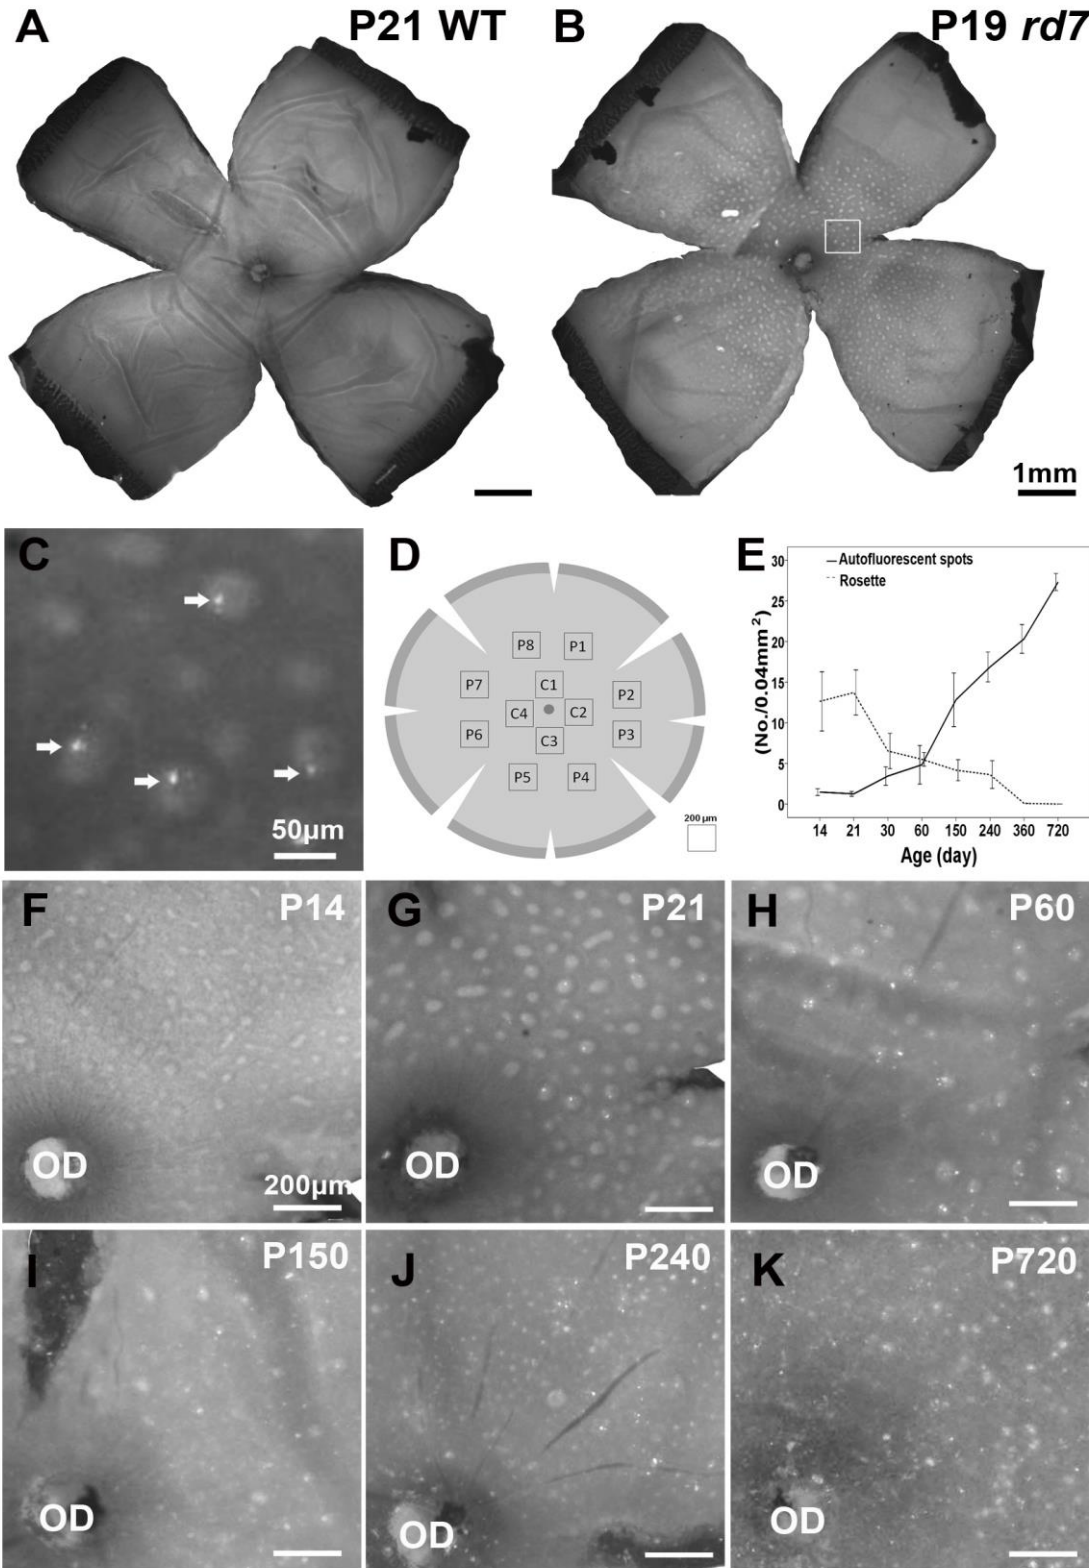 A
P21 WT
B
P19 rd7
1mm
C
50µm
D
P8
P1
P7
C1
P2
C4
C2
P6
C3
P3
P5
P4
200 µm
E
Autofluorescent spots
Rosette
(No./0.04mm²)
30
25
20
15
10
5
0
14 21 30 60 150 240 360 720
Age (day)
F
P14
OD
200µm
G
P21
OD
H
P60
OD
I
P150
OD
J
P240
OD
K
P720
OD